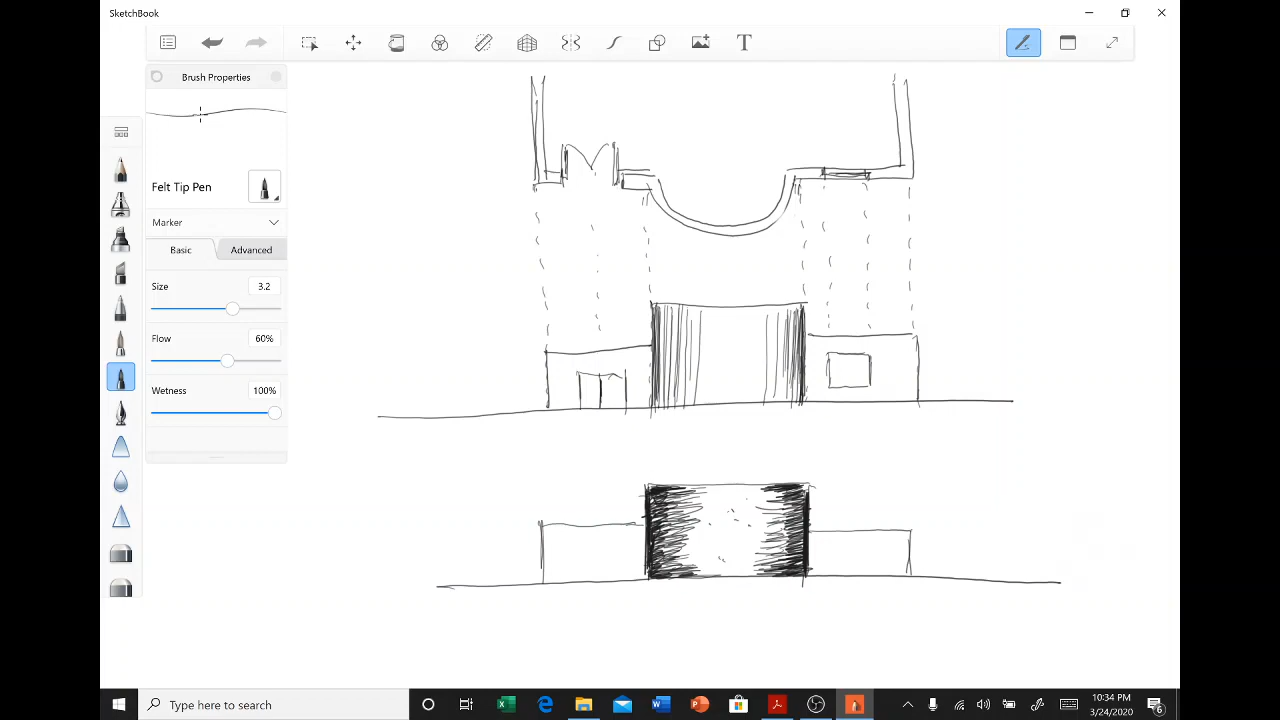 SketchBook
T
Brush Properties
Felt Tip Pen
Marker
Basic
Advanced
Size
3.2
Flow
60%
Wetness
100%
Type here to search
10:34 PM
3/24/2020
6